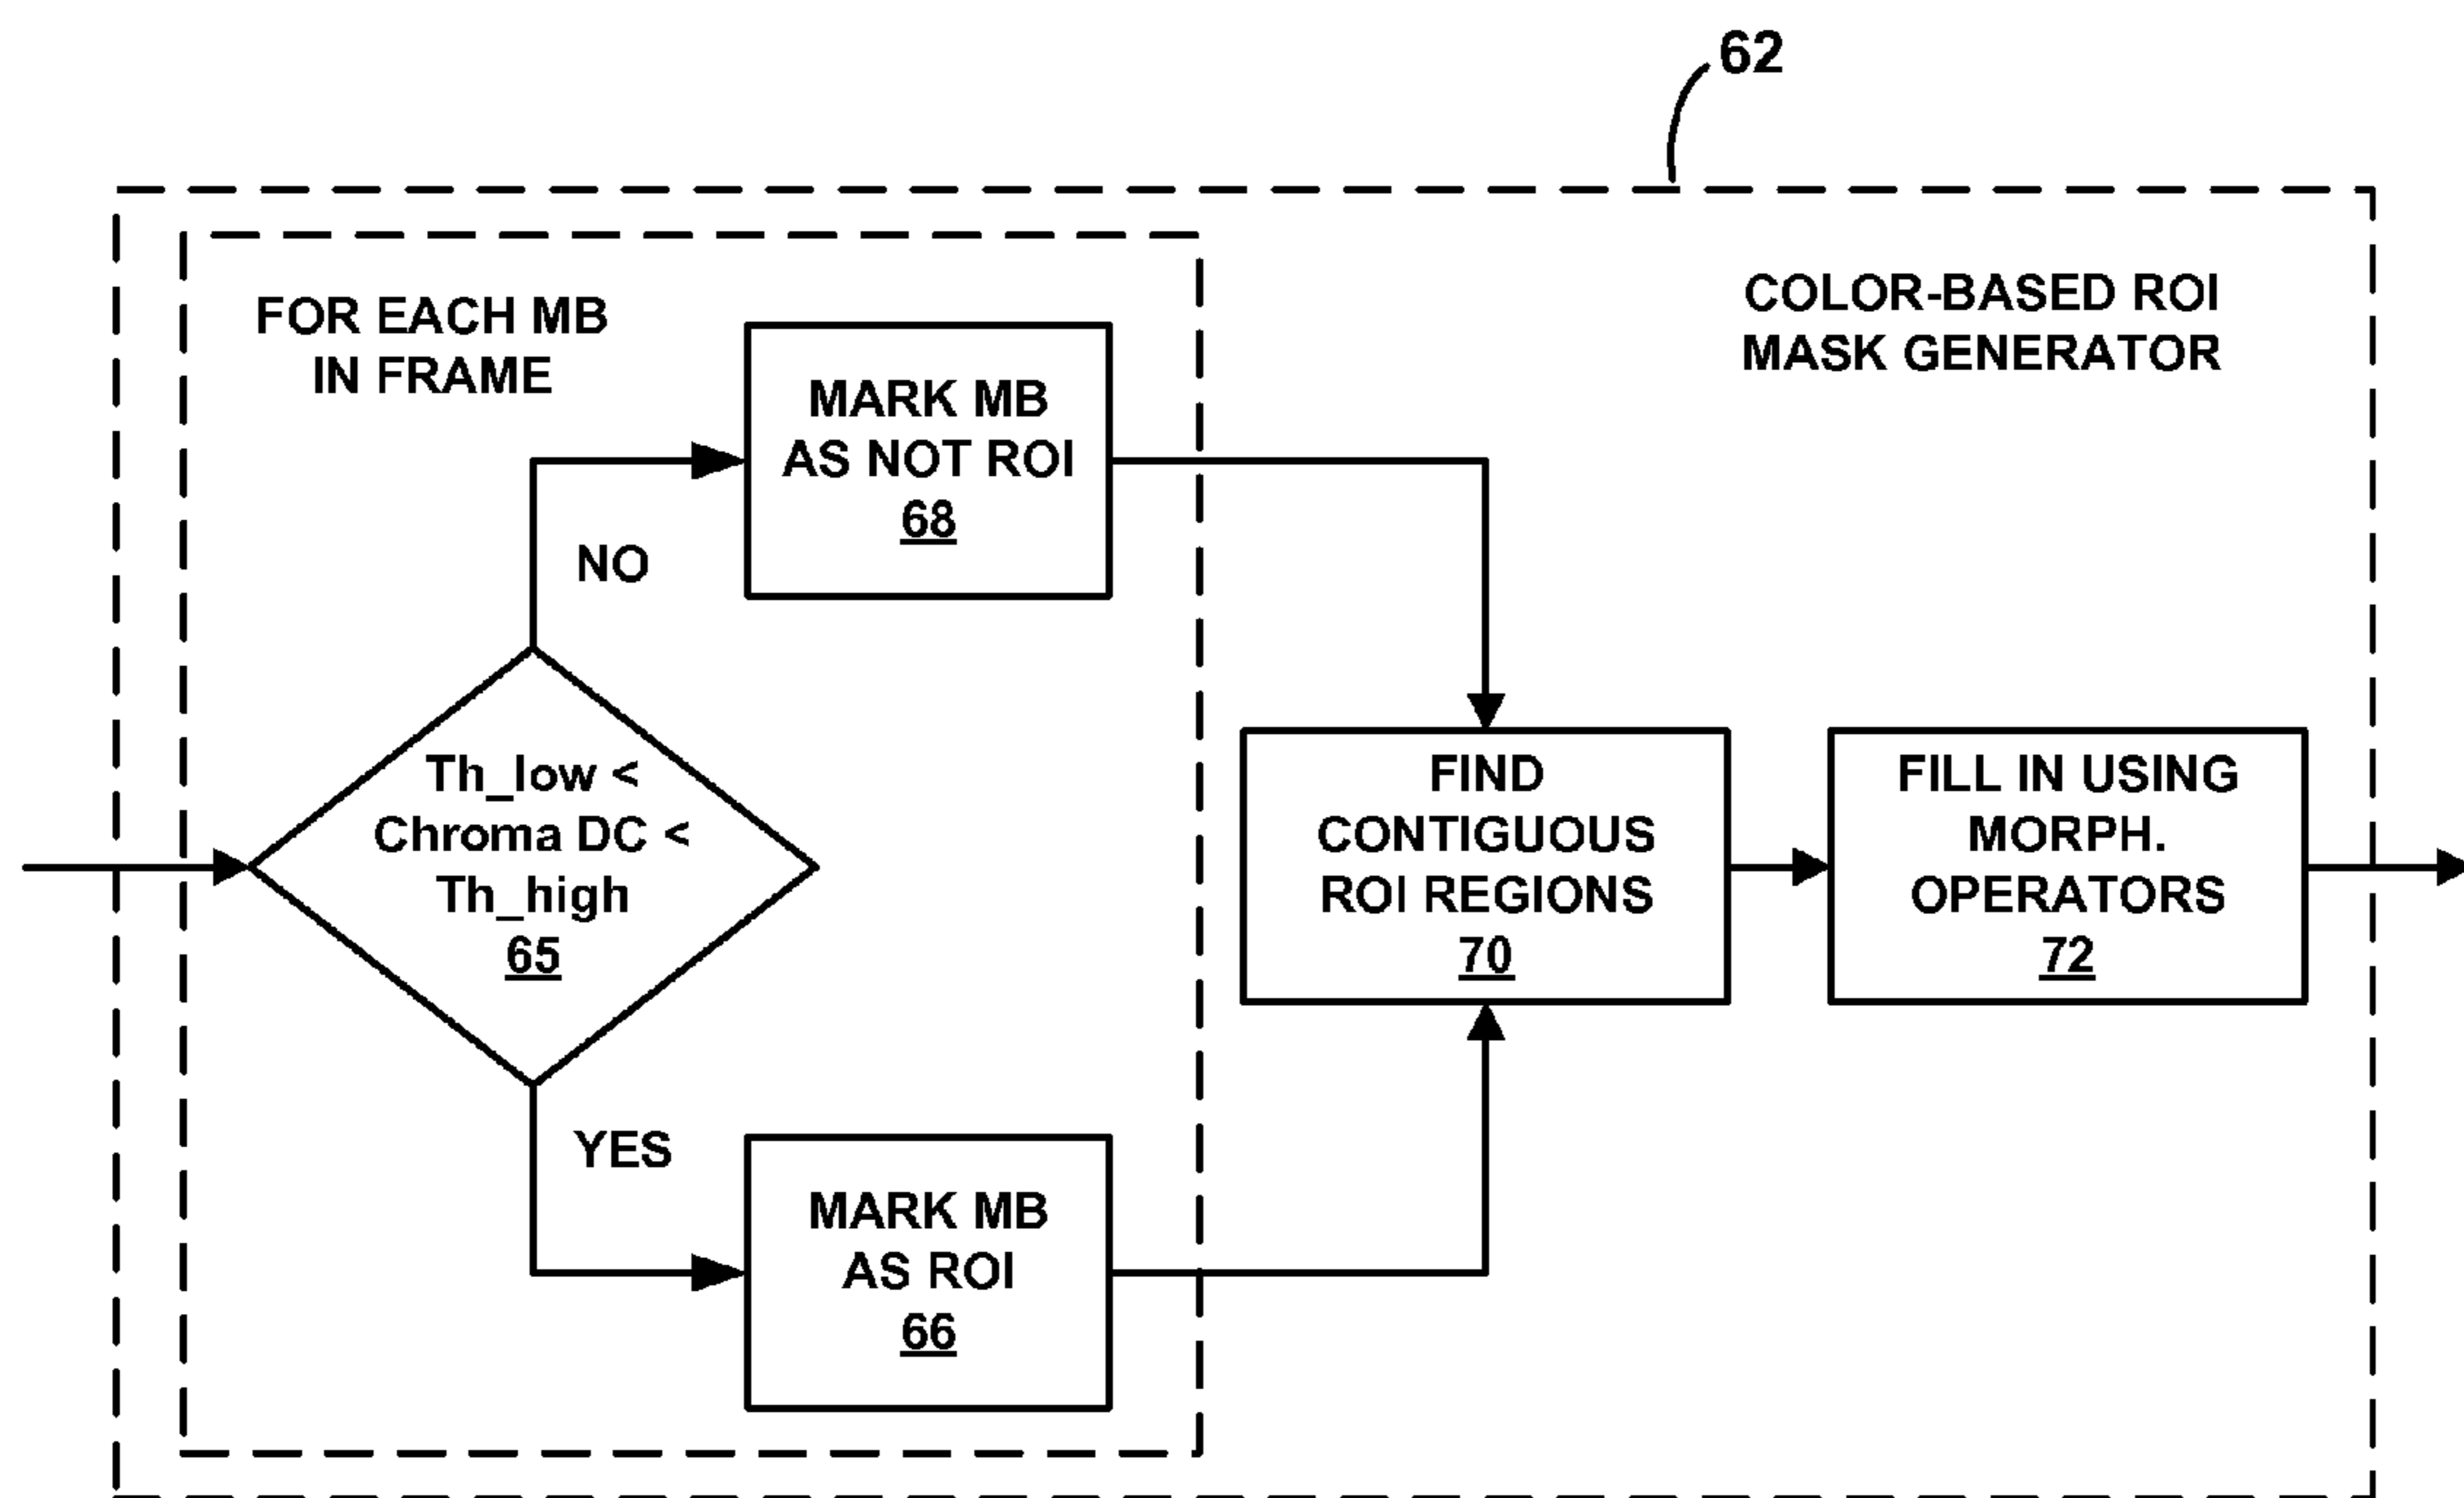 62
FOR EACH MB
IN FRAME
COLOR-BASED ROI
MASK GENERATOR
MARK MB
AS NOT ROI
68
NO
Th_low <
Chroma DC <
Th_high
65
FIND
CONTIGUOUS
ROI REGIONS
70
FILL IN USING
MORPH.
OPERATORS
72
YES
MARK MB
AS ROI
66